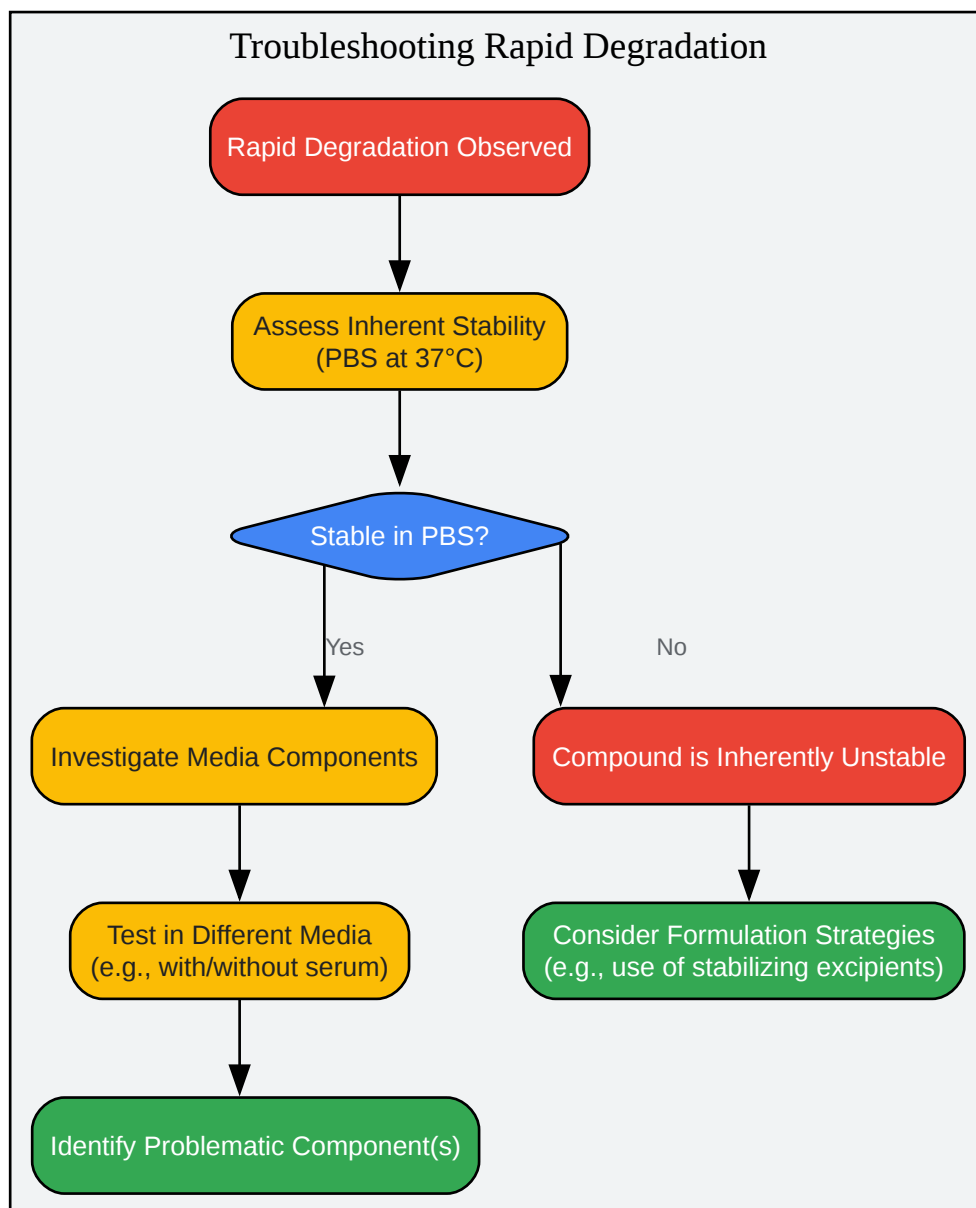 Troubleshooting Rapid Degradation
Rapid Degradation Observed
Assess Inherent Stability
(PBS at 37°C)
Stable in PBS?
Yes
No
Investigate Media Components
Compound is Inherently Unstable
Test in Different Media
(e.g., with/without serum)
Consider Formulation Strategies
(e.g., use of stabilizing excipients)
Identify Problematic Component(s)